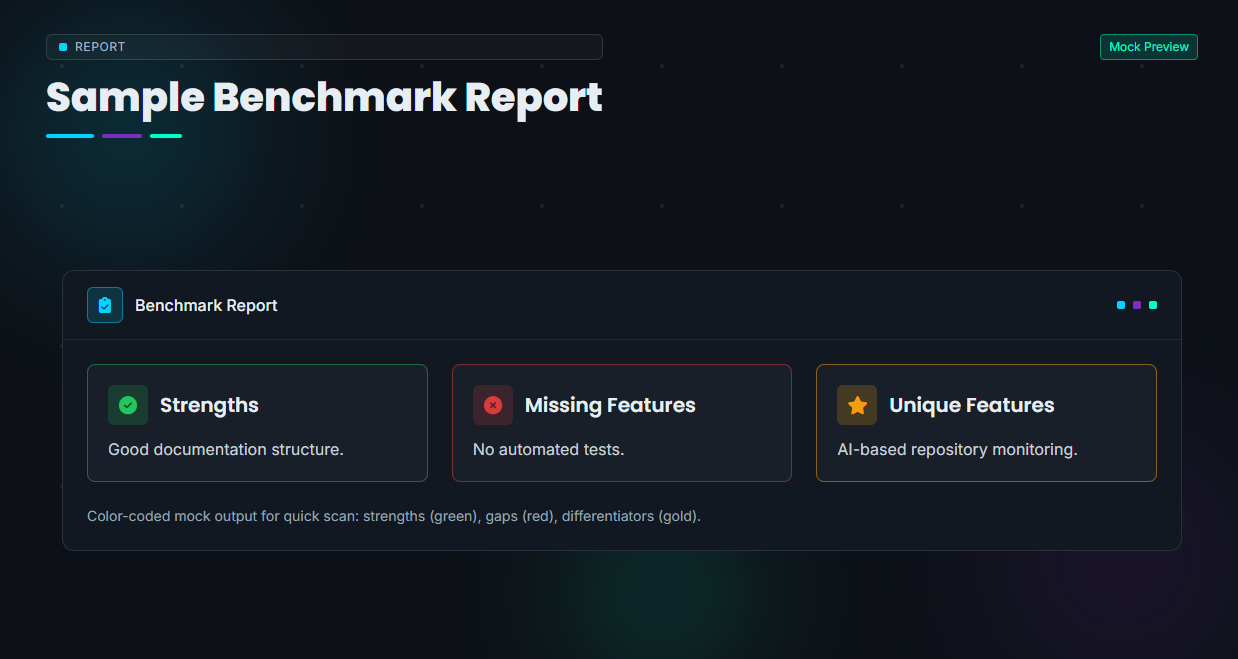 REPORT
Mock Preview
Sample Benchmark Report
Benchmark Report
Strengths
Good documentation structure.
Missing Features
No automated tests.
Unique Features
AI-based repository monitoring.
Color-coded mock output for quick scan: strengths (green), gaps (red), differentiators (gold).